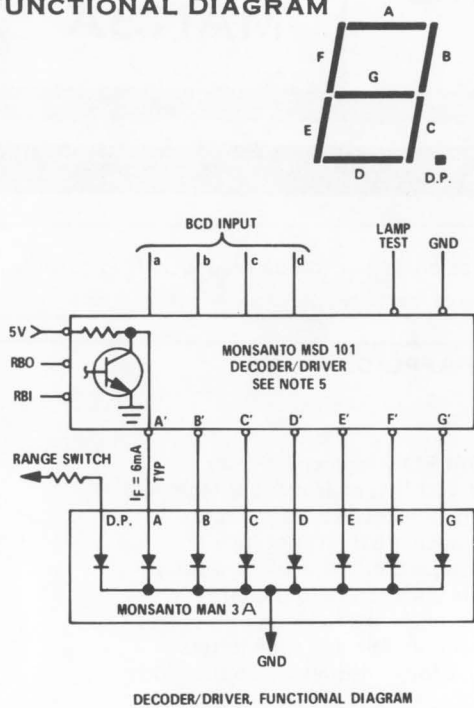 FUNCTIONAL DIAGRAM
A
F
B
G
E
C
D
D.P.
BCD INPUT
LAMP
TEST
GND
a b c d
5V
RBO
RBI
MONSANTO MSD 101
DECODER/DRIVER
SEE NOTE 5
A' B' C' D' E' F' G'
RANGE SWITCH
IF = 6mA
TYP
D.P. A B C D E F G
MONSANTO MAN 3A
GND
DECODER/DRIVER, FUNCTIONAL DIAGRAM